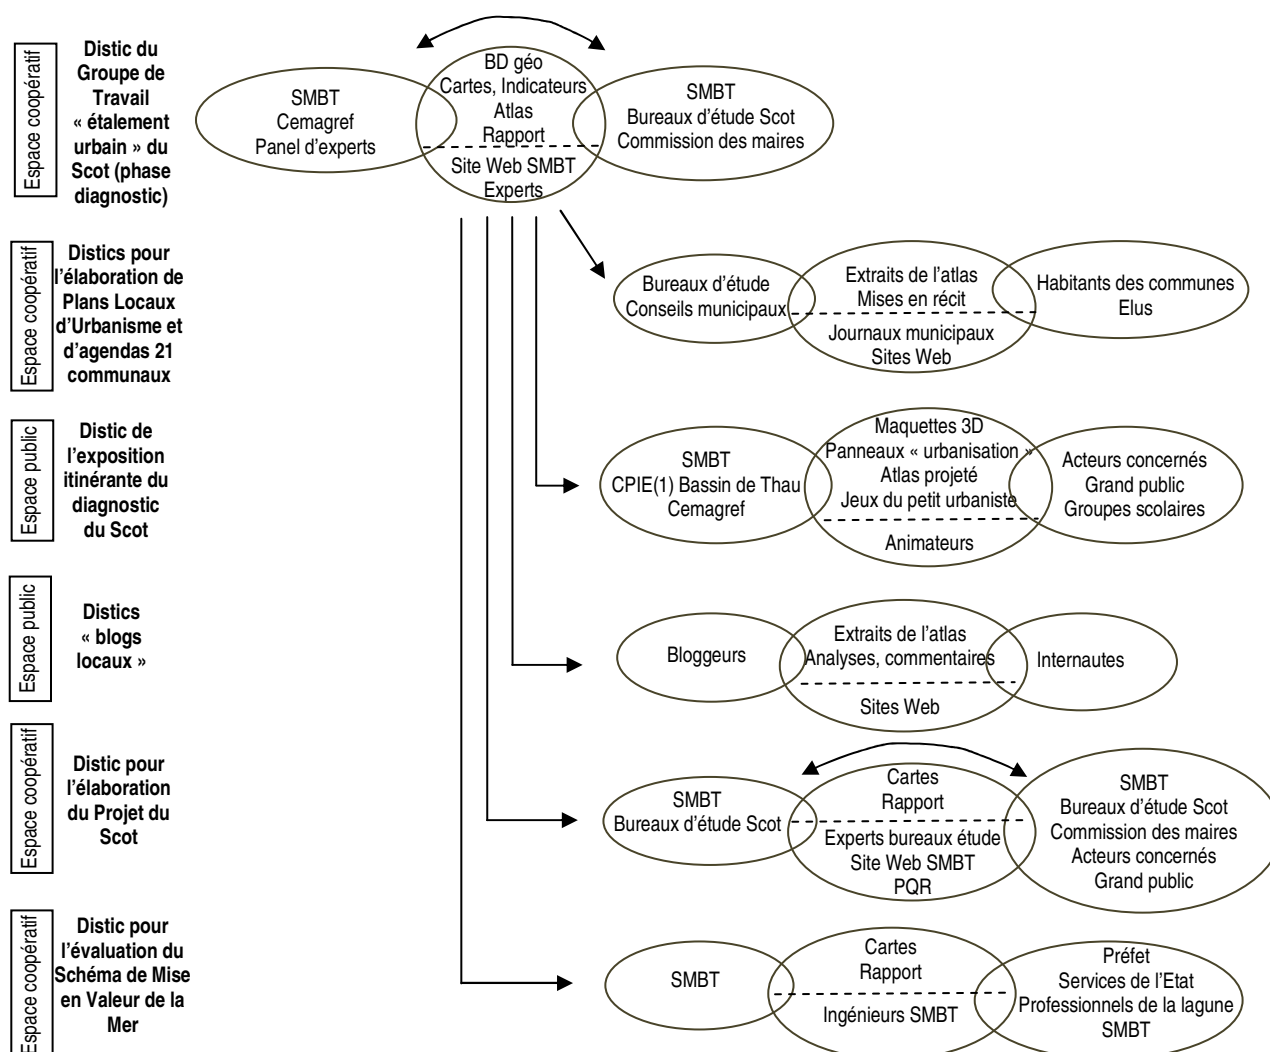 Espace coopératif
Distic du
Groupe de
Travail
« étalement
urbain » du
Scot (phase
diagnostic)
SMBT
Cemagref
Panel d'experts
BD géo
Cartes, Indicateurs
Atlas
Rapport
Site Web SMBT
Experts
SMBT
Bureaux d'étude Scot
Commission des maires
Espace coopératif
Distics pour
l'élaboration de
Plans Locaux
d'Urbanisme et
d'agendas 21
communaux
Bureaux d'étude
Conseils municipaux
Extraits de l'atlas
Mises en récit
Journaux municipaux
Sites Web
Habitants des communes
Elus
Espace public
Distic de
l'exposition
itinérante du
diagnostic
du Scot
SMBT
CPIE(1) Bassin de Thau
Cemagref
Maquettes 3D
Panneaux « urbanisation »
Atlas projeté
Jeux du petit urbaniste
Animateurs
Acteurs concernés
Grand public
Groupes scolaires
Espace public
Distics
« blogs
locaux »
Bloggeurs
Extraits de l'atlas
Analyses, commentaires
Sites Web
Internautes
Espace coopératif
Distic pour
l'élaboration
du Projet du
Scot
SMBT
Bureaux d'étude Scot
Cartes
Rapport
Experts bureaux étude
Site Web SMBT
PQR
SMBT
Bureaux d'étude Scot
Commission des maires
Acteurs concernés
Grand public
Espace coopératif
Distic pour
l'évaluation du
Schéma de Mise
en Valeur de la
Mer
SMBT
Cartes
Rapport
Ingénieurs SMBT
Préfet
Services de l'Etat
Professionnels de la lagune
SMBT